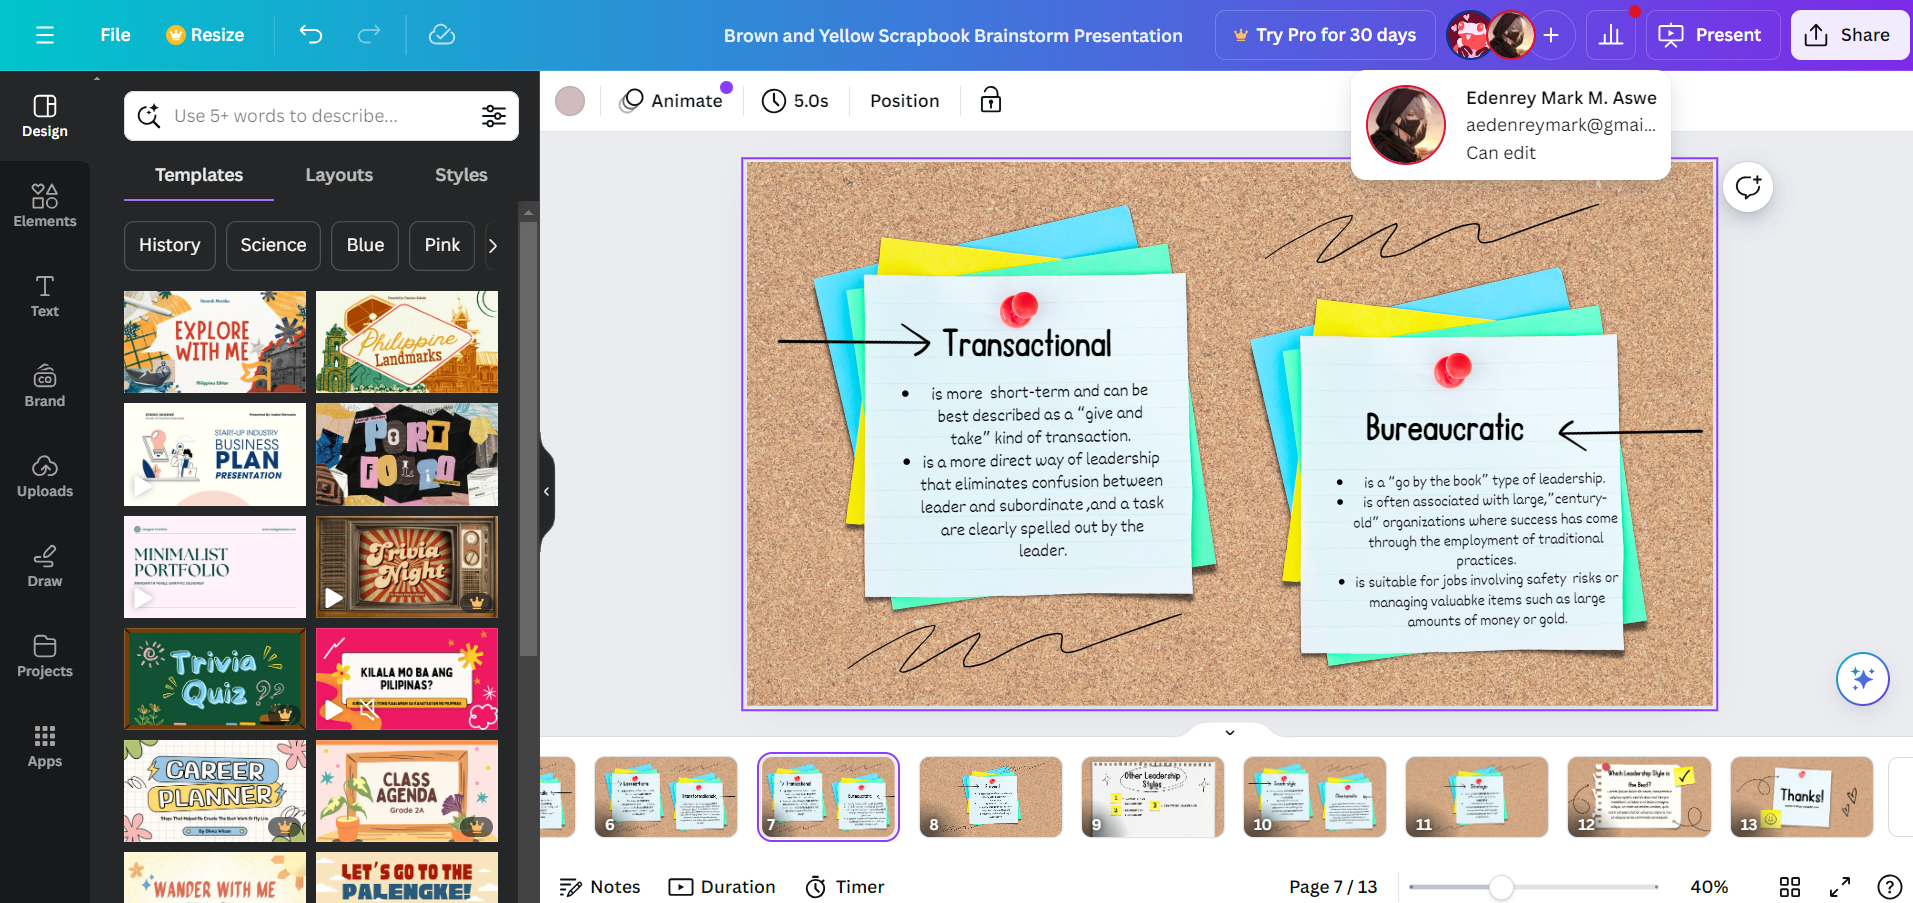 File
Resize
Brown and Yellow Scrapbook Brainstorm Presentation
Try Pro for 30 days
Present
Share
Design
Elements
Text
Brand
Uploads
Draw
Projects
Apps
Use 5+ words to describe...
Templates
Layouts
Styles
History
Science
Blue
Pink
EXPLORE
WITH ME
Philippine
Landmarks
START-UP INDUSTRY
BUSINESS
PLAN
PRESENTATION
PORT
FOLIO
MINIMALIST
PORTFOLIO
Trivia
Night
Trivia
Quiz
KILALA MO BA ANG
PILIPINAS?
CAREER
PLANNER
CLASS
AGENDA
Grade 2A
WANDER WITH ME
LET'S GO TO THE
PALENGKE!
Animate
5.0s
Position
Edenrey Mark M. Aswe
aedenreymark@gmai...
Can edit
Transactional
is more short-term and can be
best described as a "give and
take" kind of transaction.
is a more direct way of leadership
that eliminates confusion between
leader and subordinate ,and a task
are clearly spelled out by the
leader.
Bureaucratic
is a "go by the book" type of leadership.
is often associated with large,"century-
old" organizations where success has come
through the employment of traditional
practices.
is suitable for jobs involving safety risks or
managing valuabke items such as large
amounts of money or gold.
6
7
8
Other Leadership
Styles
9
10
11
Which Leadership Style is
the Best?
12
Thanks!
13
Notes
Duration
Timer
Page 7 / 13
40%